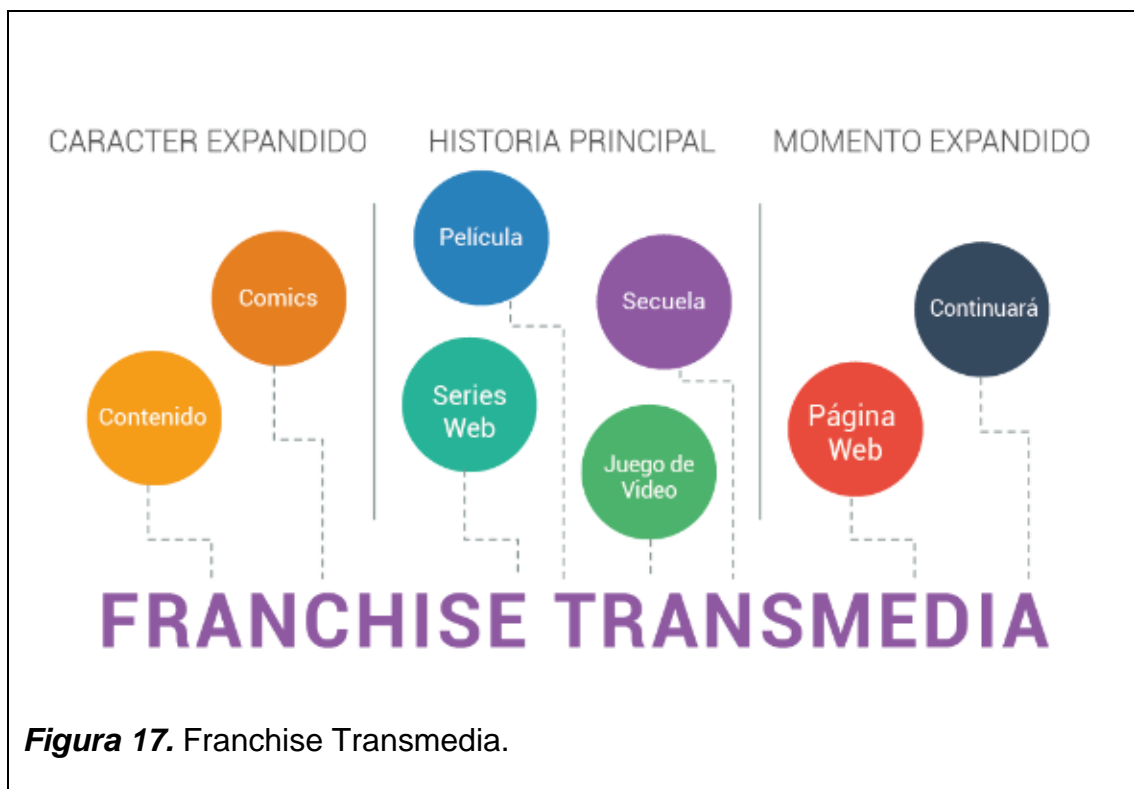 CARACTER EXPANDIDO
HISTORIA PRINCIPAL
MOMENTO EXPANDIDO
Contenido
Comics
Película
Series
Web
Secuela
Juego de
Video
Página
Web
Continuará
FRANCHISE TRANSMEDIA
Figura 17. Franchise Transmedia.